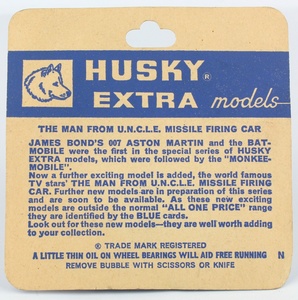 HUSKY®
EXTRA models
THE MAN FROM U.N.C.L.E. MISSILE FIRING CAR
JAMES BOND'S 007 ASTON MARTIN and the BAT-
MOBILE were the first in the special series of HUSKY
EXTRA models, which were followed by the "MONKEE-
MOBILE".
Now a further exciting model is added, the world famous
TV stars' THE MAN FROM U.N.C.L.E. MISSILE FIRING
CAR. Further new models are in preparation of this series
and are soon to be available. As these new exciting
models are outside the normal "ALL ONE PRICE" range
they are identified by the BLUE cards.
Look out for these new models—they are well worth adding
to your collection.
® TRADE MARK REGISTERED
A LITTLE THIN OIL ON WHEEL BEARINGS WILL AID FREE RUNNING N
REMOVE BUBBLE WITH SCISSORS OR KNIFE